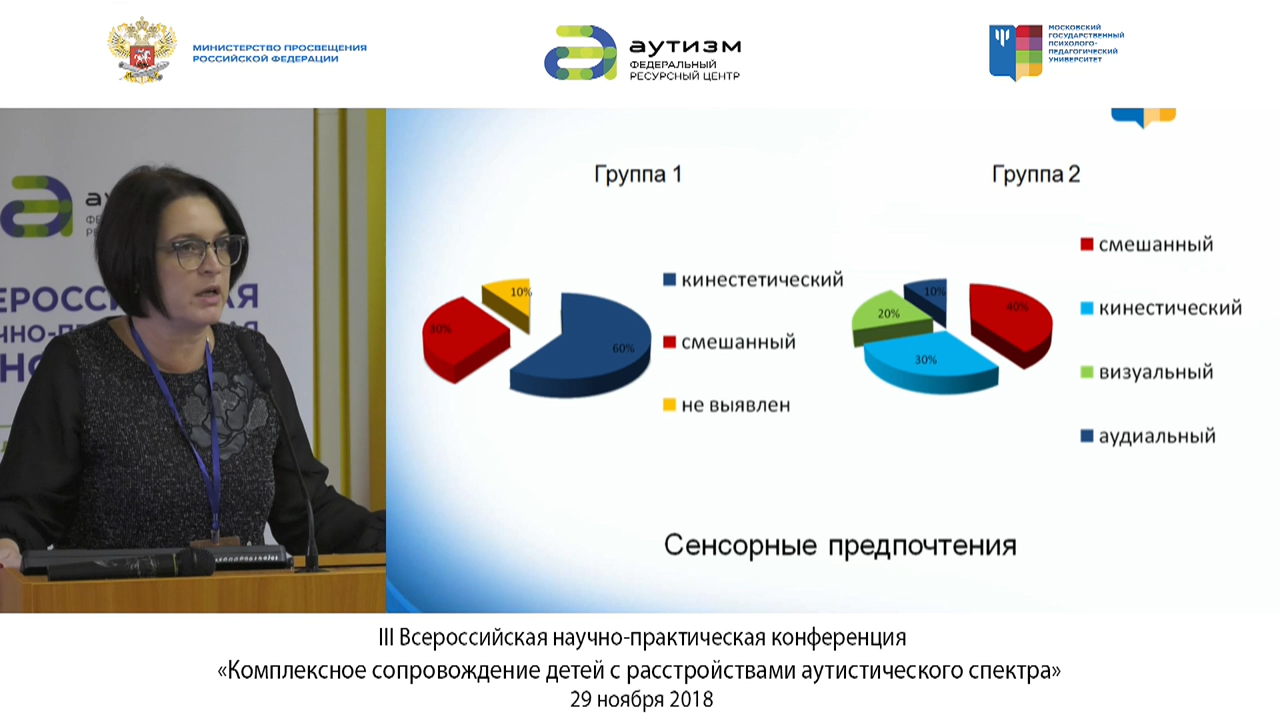 МИНИСТЕРСТВО ПРОСВЕЩЕНИЯ
РОССИЙСКОЙ ФЕДЕРАЦИИ
аутизм
ФЕДЕРАЛЬНЫЙ
РЕСУРСНЫЙ ЦЕНТР
МОСКОВСКИЙ
ГОСУДАРСТВЕННЫЙ
ПСИХОЛОГО-
ПЕДАГОГИЧЕСКИЙ
УНИВЕРСИТЕТ
Группа 1
60%
10%
кинестетический
смешанный
не выявлен
Группа 2
40%
30%
20%
10%
смешанный
кинестический
визуальный
аудиальный
Сенсорные предпочтения
III Всероссийская научно-практическая конференция
«Комплексное сопровождение детей с расстройствами аутистического спектра»
29 ноября 2018